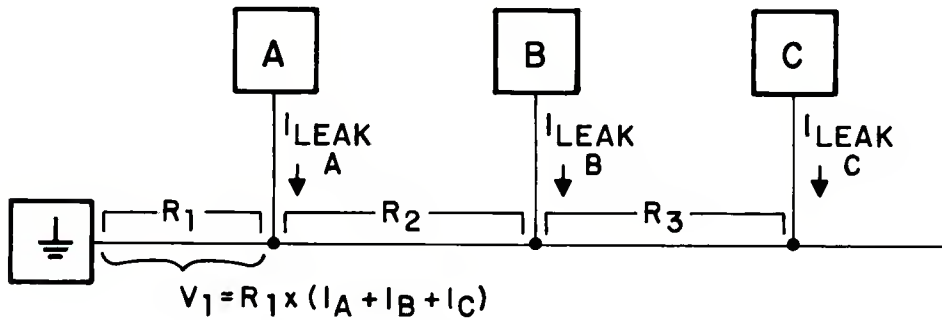 A B C
I LEAK A I LEAK B I LEAK C
R1 R2 R3
V1 = R1 x (IA + IB + IC)